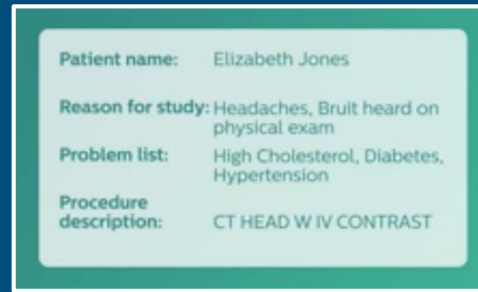 Patient name: Elizabeth Jones
Reason for study: Headaches, Bruit heard on
physical exam
Problem list: High Cholesterol, Diabetes,
Hypertension
Procedure
description: CT HEAD W IV CONTRAST